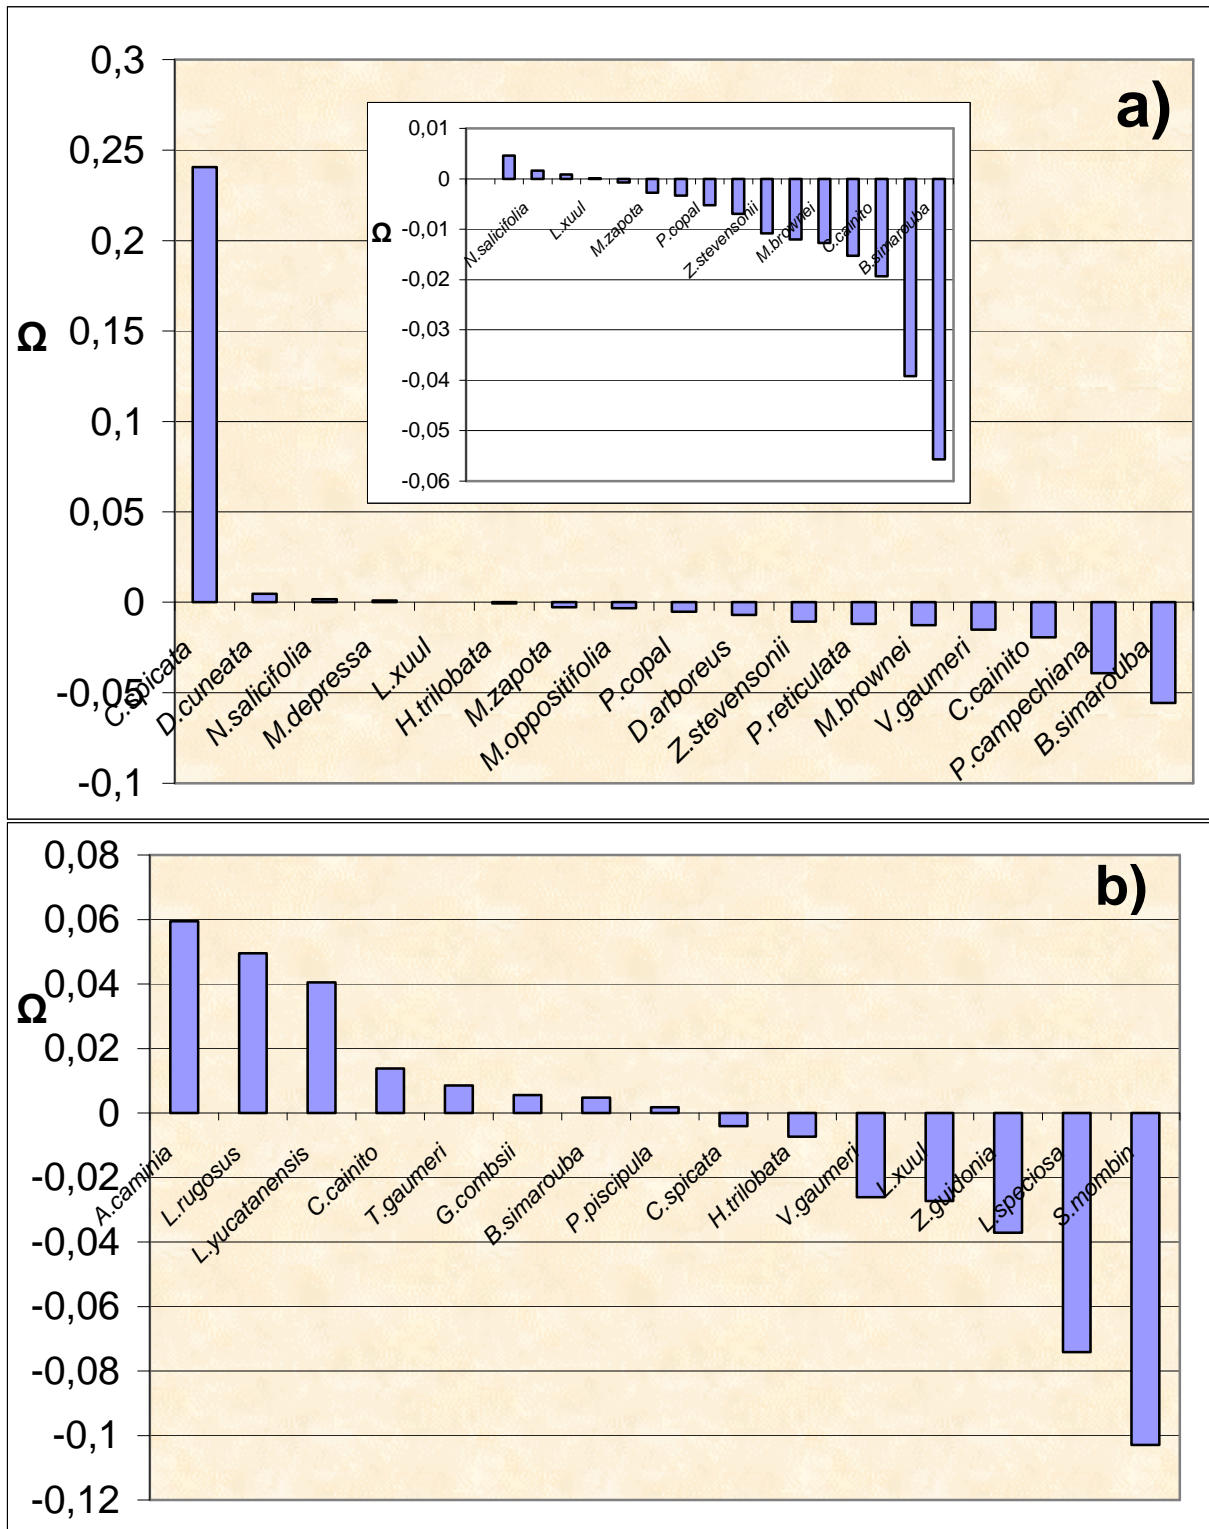 a)
0,3
0,25
0,2
0,15
0,1
0,05
0
-0,05
-0,1
Ω
C.spicata
D.cuneata
N.salicifolia
M.depressa
L.xuul
H.trilobata
M.zapota
M.oppositifolia
P.copal
D.arboreus
Z.stevensonii
P.reticulata
M.brownei
V.gaumeri
C.cainito
P.campechiana
B.simarouba
0,01
0
-0,01
-0,02
-0,03
-0,04
-0,05
-0,06
Ω
N.salicifolia
L.xuul
M.zapota
P.copal
Z.stevensonii
M.brownei
C.cainito
B.simarouba
b)
0,08
0,06
0,04
0,02
0
-0,02
-0,04
-0,06
-0,08
-0,1
-0,12
Ω
A.caminia
L.rugosus
L.yucatanensis
C.cainito
T.gaumeri
G.combsii
B.simarouba
P.piscipula
C.spicata
H.trilobata
V.gaumeri
L.xuul
Z.guidonia
L.speciosa
S.mombin